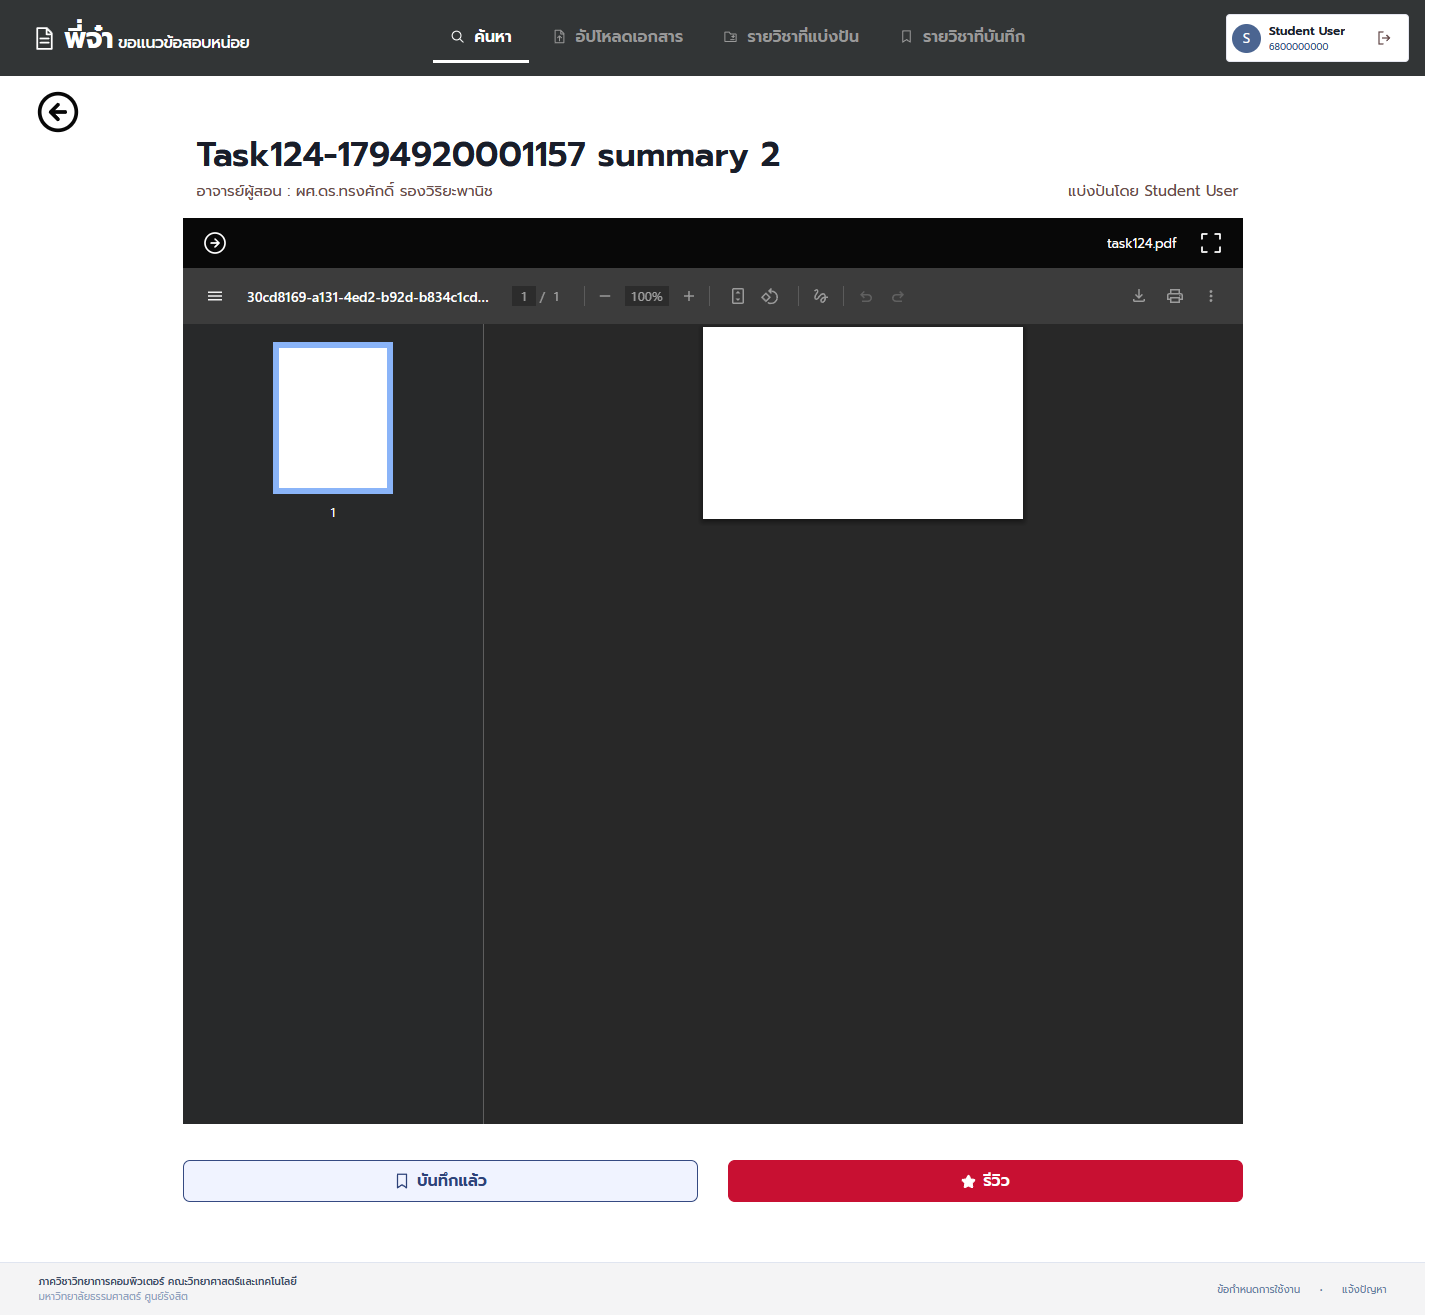 พี่จำ ขอแนวข้อสอบหน่อย
ค้นหา
อัปโหลดเอกสาร
รายวิชาที่แบ่งปัน
รายวิชาที่บันทึก
S
Student User
6800000000
Task124-1794920001157 summary 2
อาจารย์ผู้สอน : ผศ.ดร.ทรงศักดิ์ รองวิริยะพานิช
แบ่งปันโดย Student User
task124.pdf
30cd8169-a131-4ed2-b92d-b834c1cd...
1 / 1
100%
1
บันทึกแล้ว
รีวิว
ภาควิชาวิทยาการคอมพิวเตอร์ คณะวิทยาศาสตร์และเทคโนโลยี
มหาวิทยาลัยธรรมศาสตร์ ศูนย์รังสิต
ข้อกำหนดการใช้งาน • แจ้งปัญหา